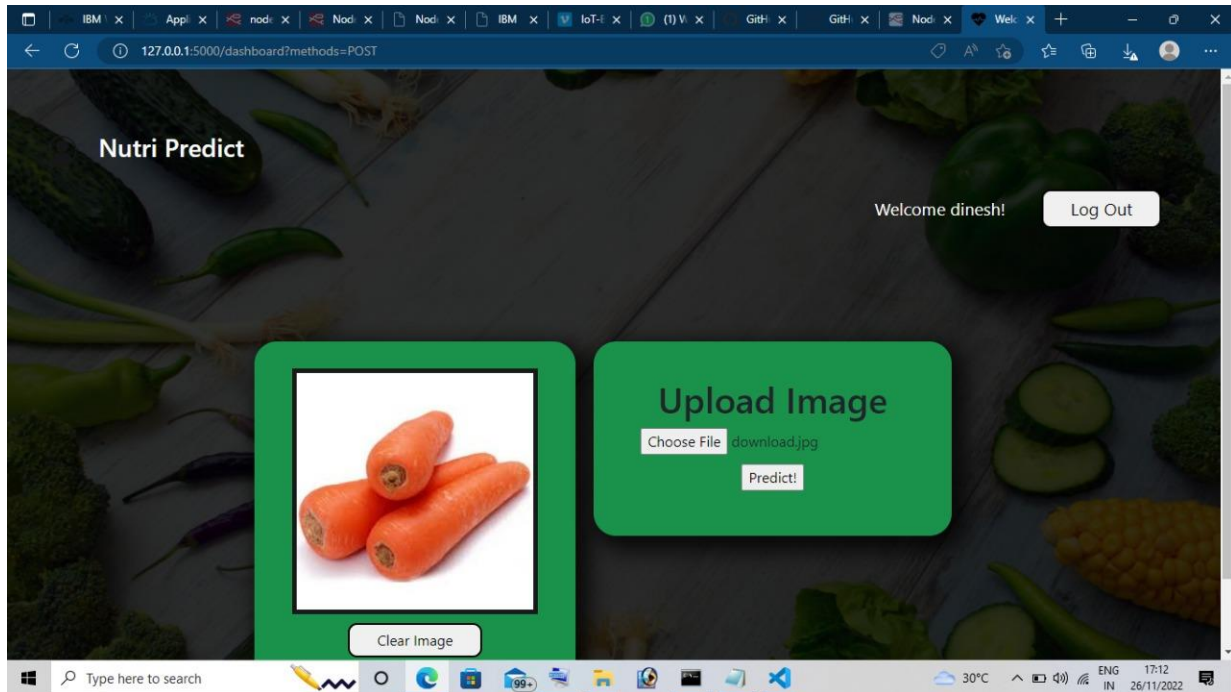 IBM
Appli
node
Node
Node
IBM
IoT-E
(1) W
GitH
GitH
Node
Welc
127.0.0.1:5000/dashboard?methods=POST
Nutri Predict
Welcome dinesh!
Log Out
Upload Image
Choose File download.jpg
Predict!
Clear Image
Type here to search
99+
30°C
ENG
IN
17:12
26/11/2022